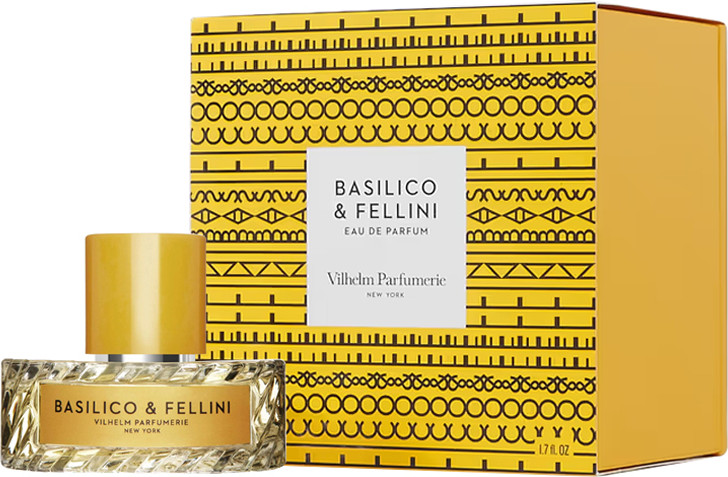 BASILICO
& FELLINI
EAU DE PARFUM
Vilhelm Parfumerie
NEW YORK
1.7 fl. OZ
BASILICO & FELLINI
VILHELM PARFUMERIE
NEW YORK